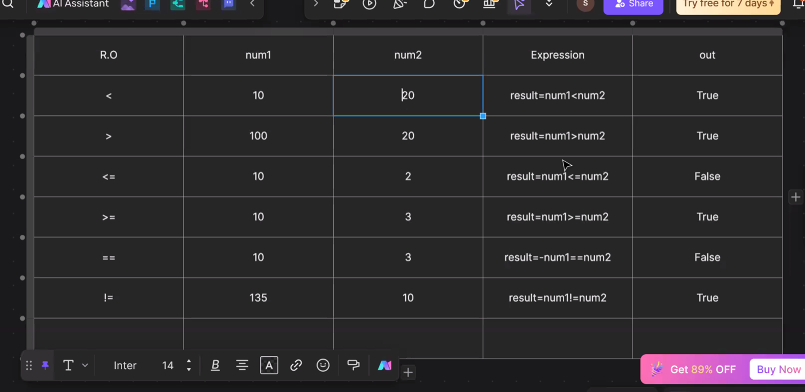 AI Assistant
S
Share
Try free for 7 days
R.O num1 num2 Expression out
< 10 20 result=num1<num2 True
> 100 20 result=num1>num2 True
<= 10 2 result=num1<=num2 False
>= 10 3 result=num1>=num2 True
== 10 3 result=-num1==num2 False
!= 135 10 result=num1!=num2 True
T Inter 14 B A
Get 89% OFF Buy Now